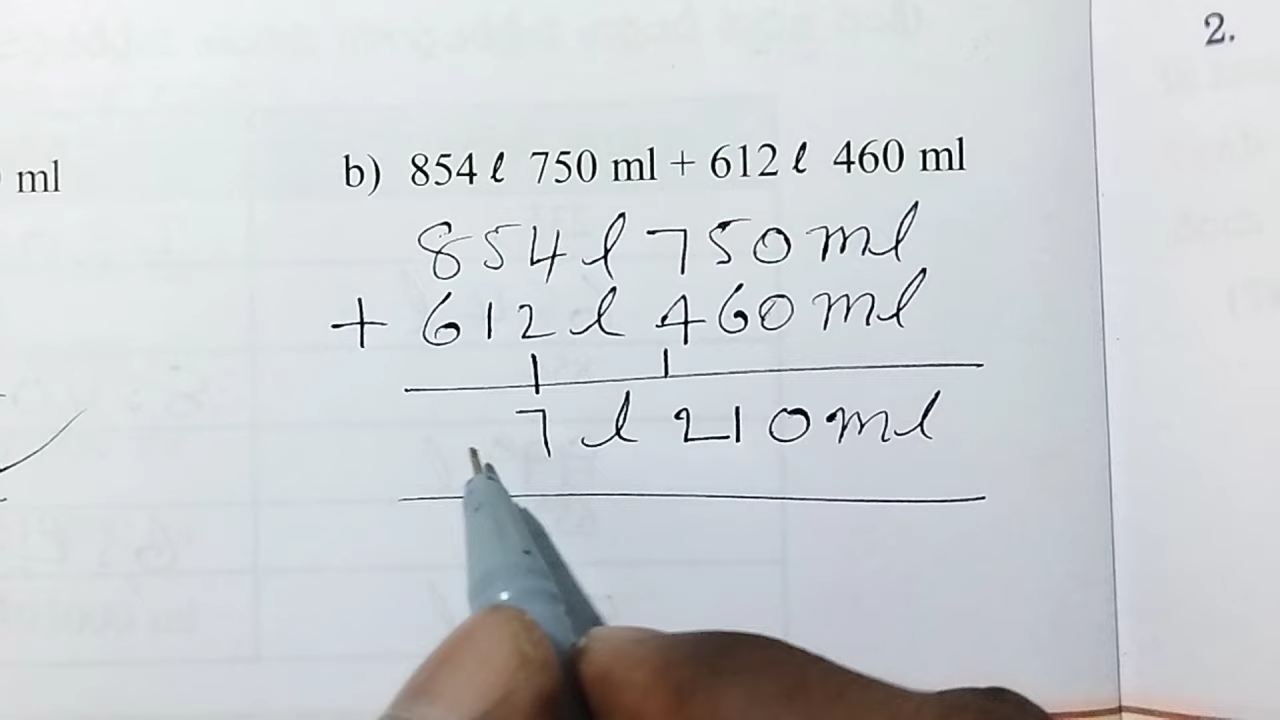 2.
ml
b) 854 ℓ 750 ml + 612 ℓ 460 ml
854 l 750 ml
+ 612 l 460 ml
1 1
7 l 210 ml